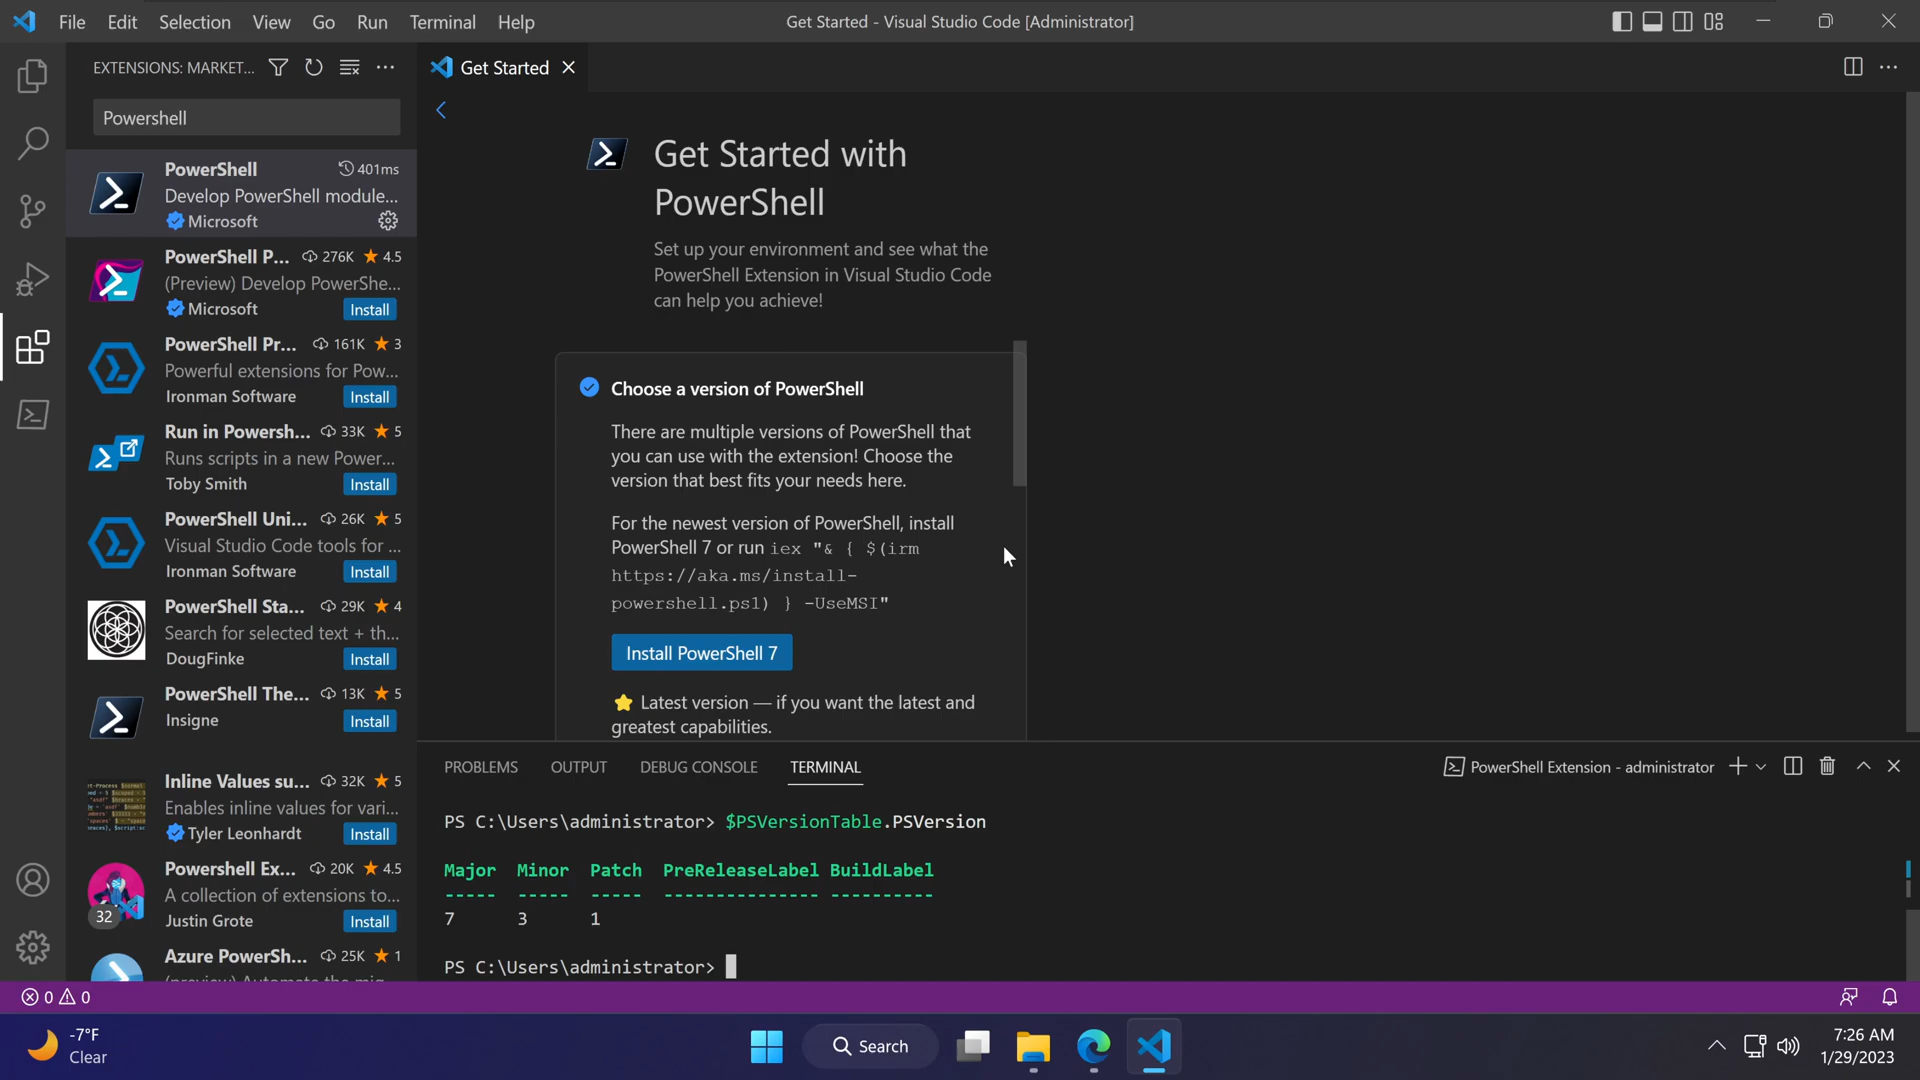 File Edit Selection View Go Run Terminal Help
Get Started - Visual Studio Code [Administrator]
EXTENSIONS: MARKET...
Powershell
PowerShell 401ms
Develop PowerShell module...
Microsoft
PowerShell P... 276K 4.5
(Preview) Develop PowerShe...
Microsoft Install
PowerShell Pr... 161K 3
Powerful extensions for Pow...
Ironman Software Install
Run in Powersh... 33K 5
Runs scripts in a new Power...
Toby Smith Install
PowerShell Uni... 26K 5
Visual Studio Code tools for ...
Ironman Software Install
PowerShell Sta... 29K 4
Search for selected text + th...
DougFinke Install
PowerShell The... 13K 5
Insigne Install
Inline Values su... 32K 5
Enables inline values for vari...
Tyler Leonhardt Install
Powershell Ex... 20K 4.5
A collection of extensions to...
32
Justin Grote Install
Azure PowerSh... 25K 1
Get Started
Get Started with
PowerShell
Set up your environment and see what the
PowerShell Extension in Visual Studio Code
can help you achieve!
Choose a version of PowerShell
There are multiple versions of PowerShell that
you can use with the extension! Choose the
version that best fits your needs here.
For the newest version of PowerShell, install
PowerShell 7 or run iex "& { $(irm
https://aka.ms/install-
powershell.ps1) } -UseMSI"
Install PowerShell 7
Latest version — if you want the latest and
greatest capabilities.
PROBLEMS OUTPUT DEBUG CONSOLE TERMINAL
PowerShell Extension - administrator
PS C:\Users\administrator> $PSVersionTable.PSVersion
Major Minor Patch PreReleaseLabel BuildLabel
----- ----- ----- --------------- ----------
7 3 1
PS C:\Users\administrator>
0 0
-7°F
Clear
Search
7:26 AM
1/29/2023